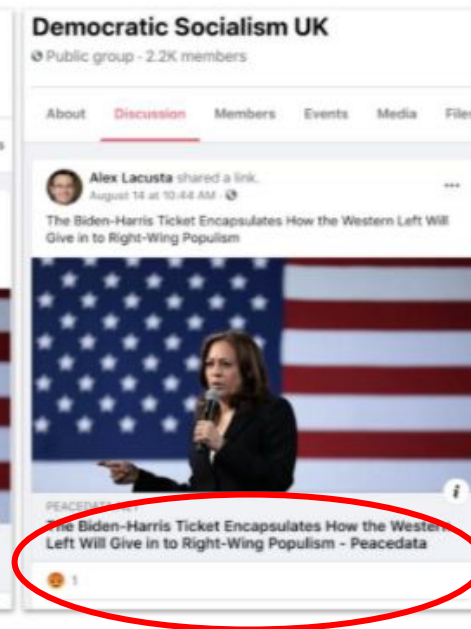 Democratic Socialism UK
Public group · 2.2K members
About Discussion Members Events Media Files
s
Alex Lacusta shared a link.
August 14 at 10:44 AM ·
The Biden-Harris Ticket Encapsulates How the Western Left Will
Give in to Right-Wing Populism
i
The Biden-Harris Ticket Encapsulates How the Western
Left Will Give in to Right-Wing Populism - Peacedata
1